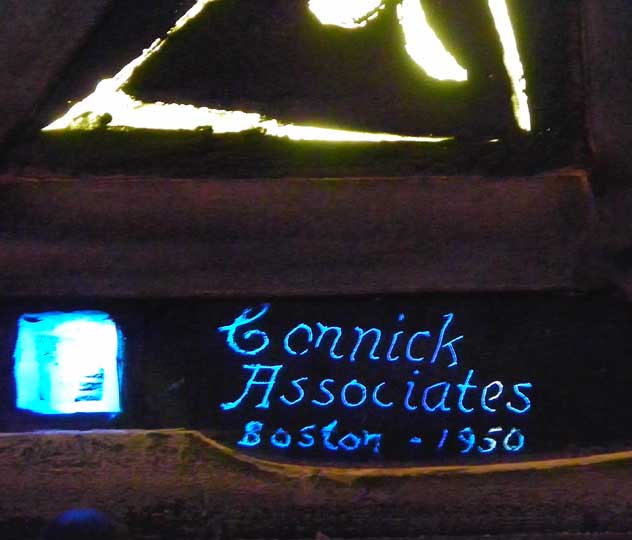 Connick
Associates
Boston - 1950